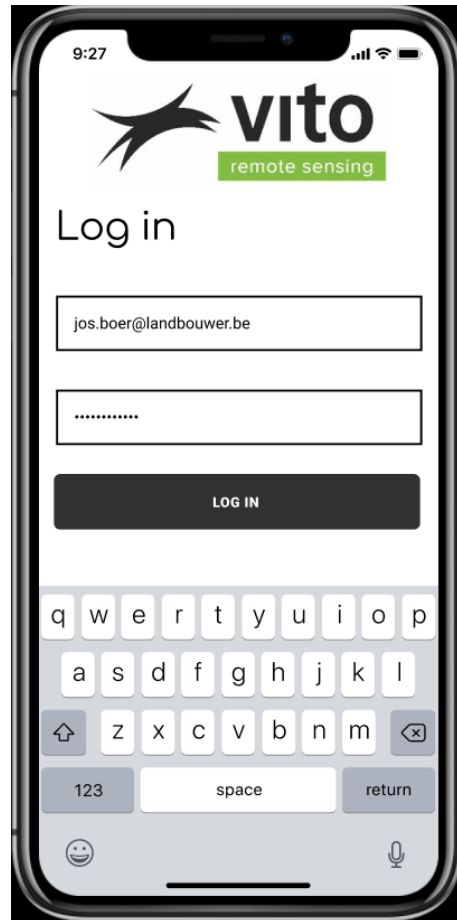 9:27
vito
remote sensing
Log in
jos.boer@landbouwer.be
••••••••••••
LOG IN
q w e r t y u i o p
a s d f g h j k l
z x c v b n m
123 space return